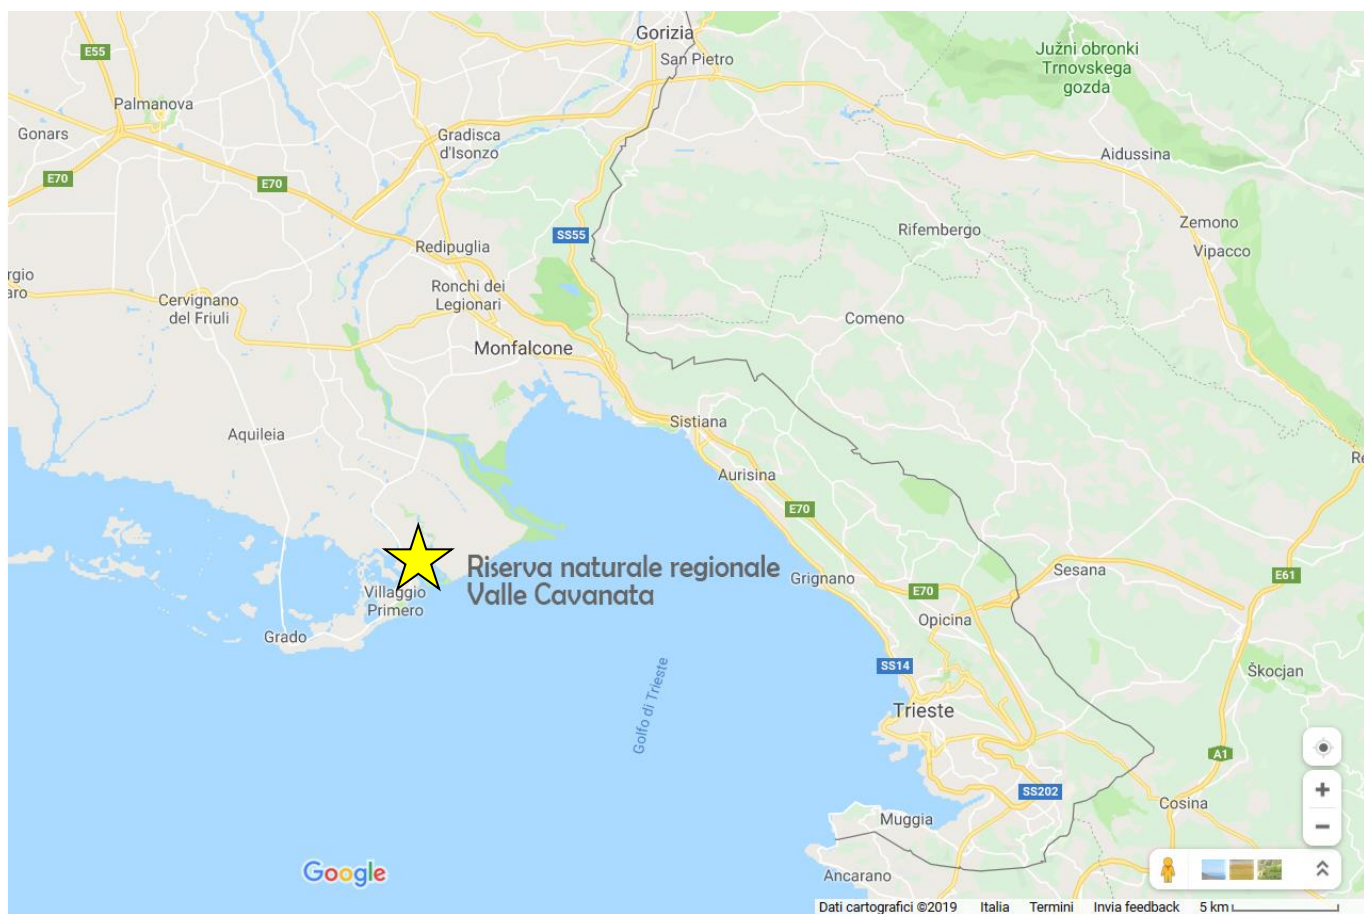 Gorizia
San Pietro
Južni obronki
Trnovskega
gozda
E55
Palmanova
Gonars
Gradisca
d'Isonzo
Aidussina
E70
E70
Zemono
Rifembergo
SS55
Redipuglia
Vipacco
rgio
aro
Ronchi dei
Legionari
Cervignano
del Friuli
Comeno
Monfalcone
Sistiana
Aquileia
Re
Aurisina
E70
Riserva naturale regionale
Valle Cavanata
Grignano
Sesana
E61
Villaggio
Primero
E70
Opicina
Grado
SS14
Škocjan
Golfo di Trieste
Trieste
A1
SS202
Cosina
Muggia
Google
Ancarano
Dati cartografici ©2019 Italia Termini Invia feedback 5 km